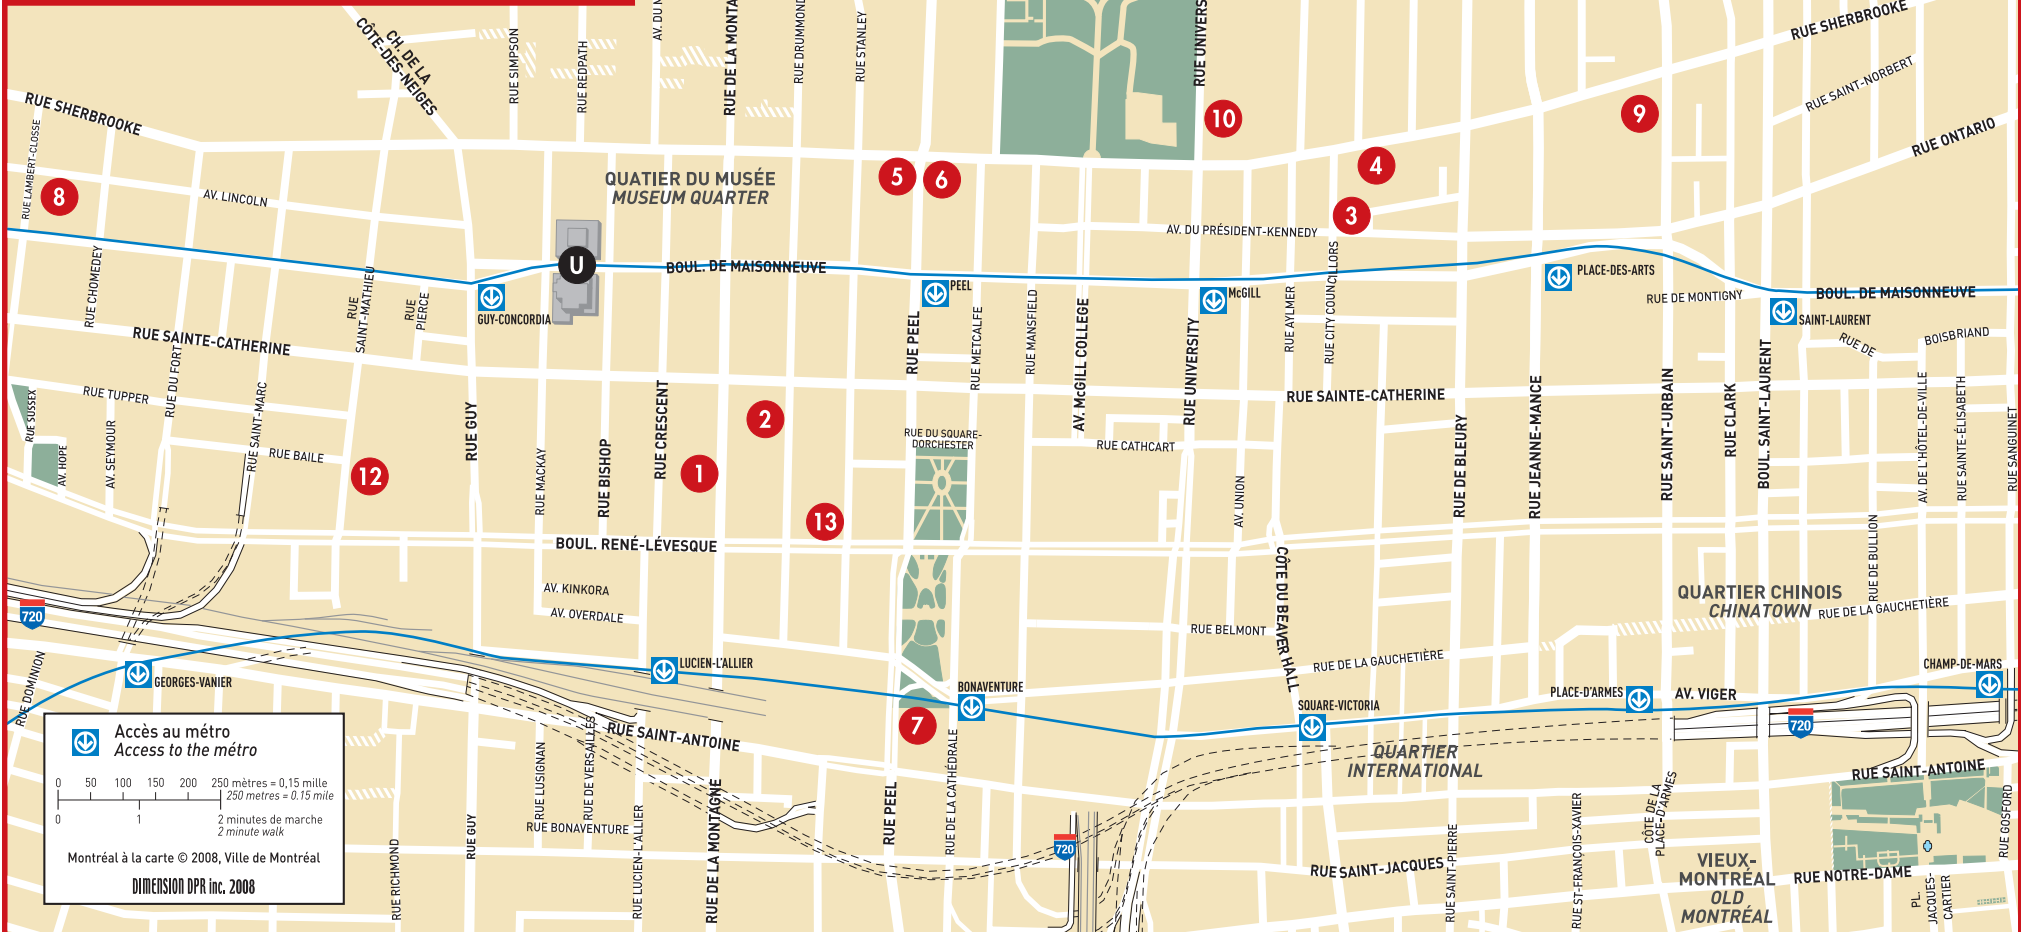 CH. DE LA
CÔTE-DES-NEIGES
RUE SIMPSON
RUE REDPATH
RUE DE LA MONTA
RUE DRUMMOND
RUE STANLEY
RUE UNIVERS
RUE SHERBROOKE
RUE SAINT-NORBERT
RUE ONTARIO
RUE SHERBROOKE
RUE LAMBERT-CLOSSE
8
AV. LINCOLN
QUATIER DU MUSÉE
MUSEUM QUARTER
5
6
10
4
3
9
AV. DU PRÉSIDENT-KENNEDY
RUE CHOMEDEY
RUE
SAINT-MATHIEU
RUE
PIERCE
U
GUY-CONCORDIA
BOUL. DE MAISONNEUVE
PEEL
McGILL
PLACE-DES-ARTS
RUE DE MONTIGNY
BOUL. DE MAISONNEUVE
SAINT-LAURENT
RUE DE
BOISBRIAND
RUE SAINTE-CATHERINE
RUE PEEL
RUE METCALFE
RUE MANSFIELD
AV. McGILL COLLEGE
RUE UNIVERSITY
RUE AYLMER
RUE CITY COUNCILLORS
RUE SAINTE-CATHERINE
RUE SUSSEX
RUE TUPPER
RUE DU FORT
RUE SAINT-MARC
RUE BAILE
AV. HOPE
AV. SEYMOUR
12
RUE GUY
RUE MACKAY
RUE BISHOP
RUE CRESCENT
1
2
13
RUE DU SQUARE-
DORCHESTER
RUE CATHCART
AV. UNION
RUE DE BLEURY
RUE JEANNE-MANCE
RUE SAINT-URBAIN
RUE CLARK
BOUL. SAINT-LAURENT
AV. DE L'HÔTEL-DE-VILLE
RUE SAINTE-ÉLISABETH
RUE SANGUINET
RUE DE BULLION
BOUL. RENÉ-LÉVESQUE
AV. KINKORA
AV. OVERDALE
CÔTE DU BEAVER HALL
RUE BELMONT
RUE DE LA GAUCHETIÈRE
QUARTIER CHINOIS
CHINATOWN
RUE DE LA GAUCHETIÈRE
720
RUE DOMINION
GEORGES-VANIER
LUCIEN-L'ALLIER
BONAVENTURE
7
SQUARE-VICTORIA
PLACE-D'ARMES
AV. VIGER
CHAMP-DE-MARS
720
QUARTIER
INTERNATIONAL
RUE SAINT-ANTOINE
RUE SAINT-ANTOINE
RUE LUSIGNAN
RUE DE VERSAILLES
RUE BONAVENTURE
RUE RICHMOND
RUE GUY
RUE LUCIEN-L'ALLIER
RUE DE LA MONTAGNE
RUE PEEL
RUE DE LA CATHÉDRALE
720
RUE SAINT-JACQUES
RUE SAINT-PIERRE
RUE ST-FRANÇOIS-XAVIER
CÔTE DE LA
PLACE-D'ARMES
VIEUX-
MONTRÉAL
OLD
MONTRÉAL
RUE NOTRE-DAME
PL.
JACQUES-
CARTIER
RUE GOSFORD
Accès au métro
Access to the métro
0 50 100 150 200 250 mètres = 0,15 mille
250 metres = 0.15 mile
0 1 2 minutes de marche
2 minute walk
Montréal à la carte © 2008, Ville de Montréal
DIMENSION DPR inc. 2008